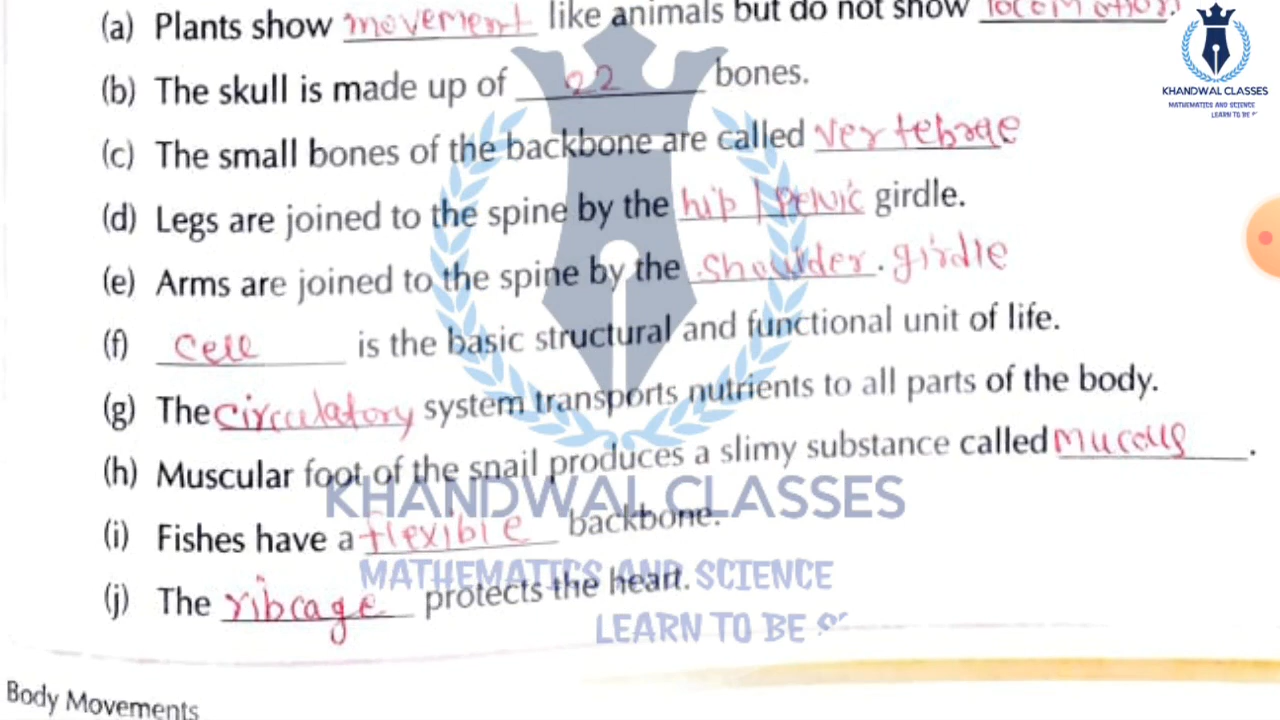 (a) Plants show movement like animals but do not show locomotion.
(b) The skull is made up of 22 bones.
(c) The small bones of the backbone are called vertebrae
(d) Legs are joined to the spine by the hip | pelvic girdle.
(e) Arms are joined to the spine by the shoulder. girdle
(f) cell is the basic structural and functional unit of life.
(g) The circulatory system transports nutrients to all parts of the body.
(h) Muscular foot of the snail produces a slimy substance called mucous.
(i) Fishes have a flexible backbone.
(j) The ribcage protects the heart.
Body Movements
KHANDWAL CLASSES
MATHEMATICS AND SCIENCE
LEARN TO BE
KHANDWAL CLASSES
MATHEMATICS AND SCIENCE
LEARN TO BE